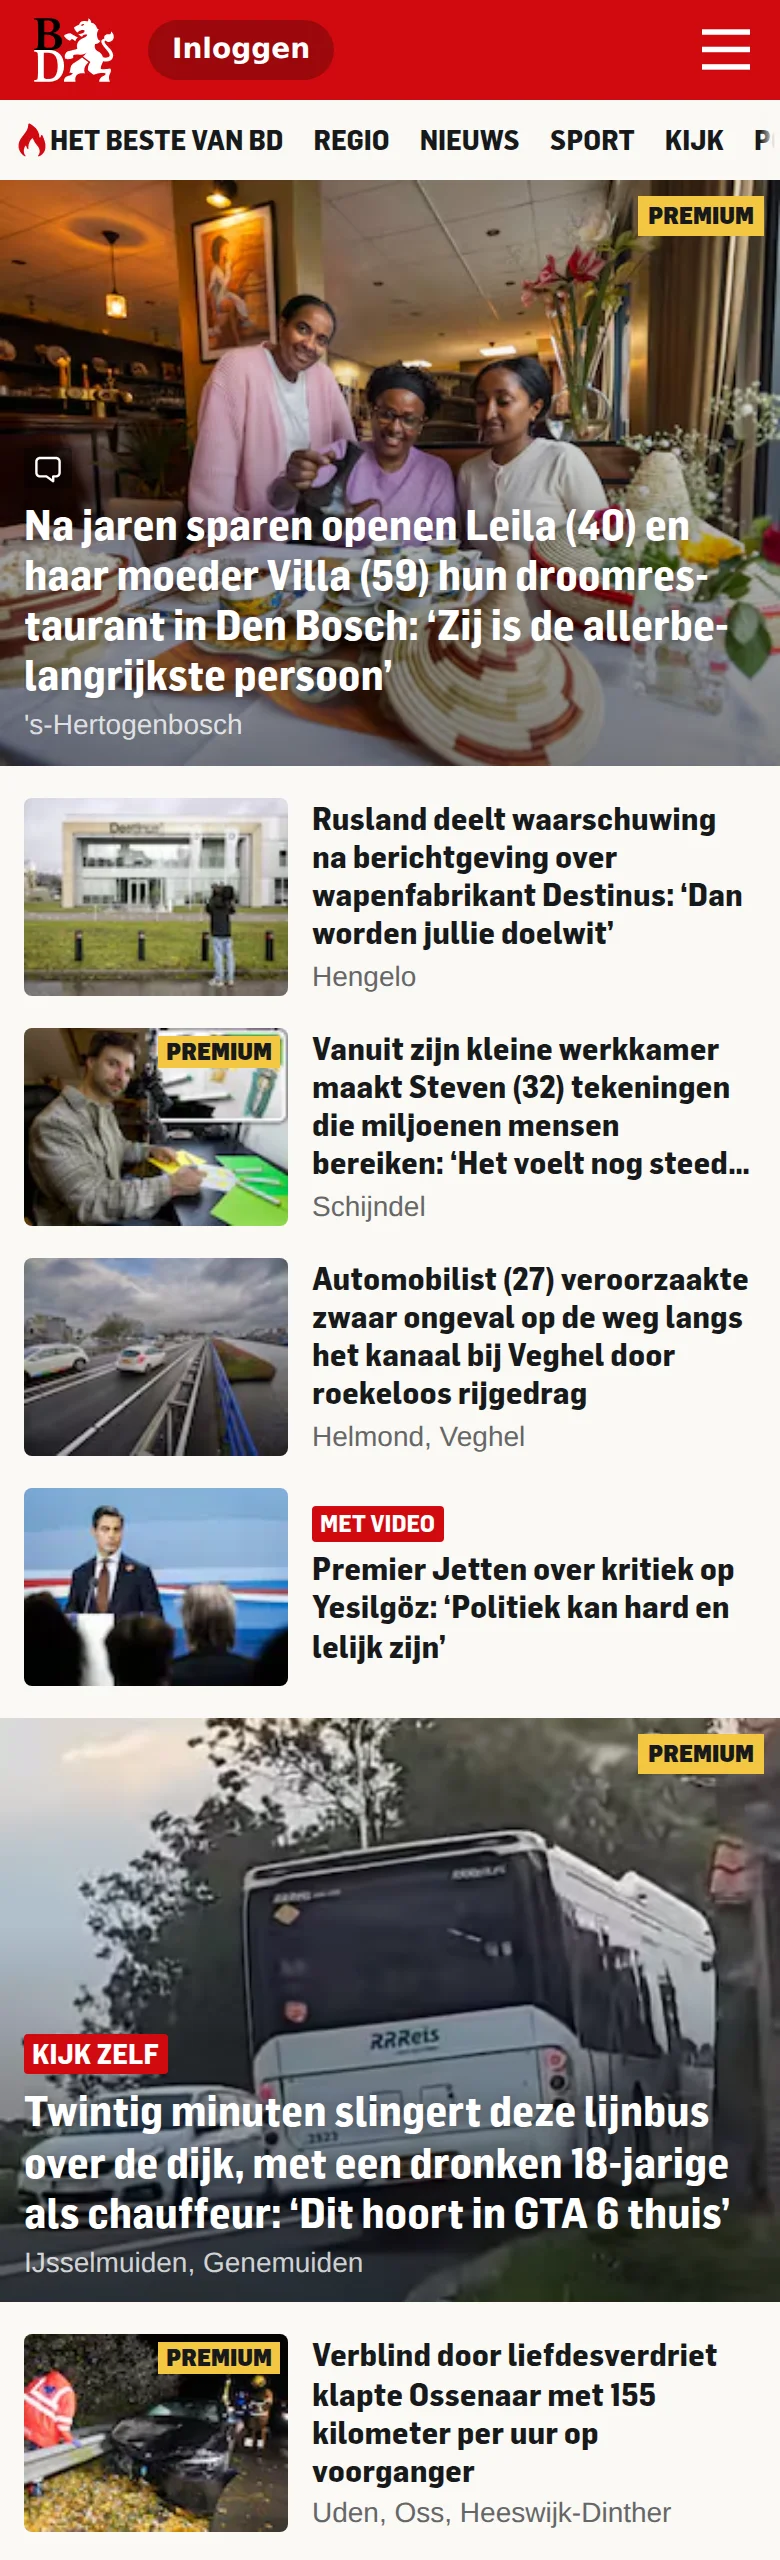 BD
Inloggen
HET BESTE VAN BD REGIO NIEUWS SPORT KIJK
PREMIUM
Na jaren sparen openen Leila (40) en
haar moeder Villa (59) hun droomres-
taurant in Den Bosch: ‘Zij is de allerbe-
langrijkste persoon’
's-Hertogenbosch
Destinus
Rusland deelt waarschuwing
na berichtgeving over
wapenfabrikant Destinus: ‘Dan
worden jullie doelwit’
Hengelo
PREMIUM
Vanuit zijn kleine werkkamer
maakt Steven (32) tekeningen
die miljoenen mensen
bereiken: ‘Het voelt nog steed...
Schijndel
Automobilist (27) veroorzaakte
zwaar ongeval op de weg langs
het kanaal bij Veghel door
roekeloos rijgedrag
Helmond, Veghel
MET VIDEO
Premier Jetten over kritiek op
Yesilgöz: ‘Politiek kan hard en
lelijk zijn’
PREMIUM
RRReis
KIJK ZELF
Twintig minuten slingert deze lijnbus
over de dijk, met een dronken 18-jarige
als chauffeur: ‘Dit hoort in GTA 6 thuis’
IJsselmuiden, Genemuiden
PREMIUM
Verblind door liefdesverdriet
klapte Ossenaar met 155
kilometer per uur op
voorganger
Uden, Oss, Heeswijk-Dinther